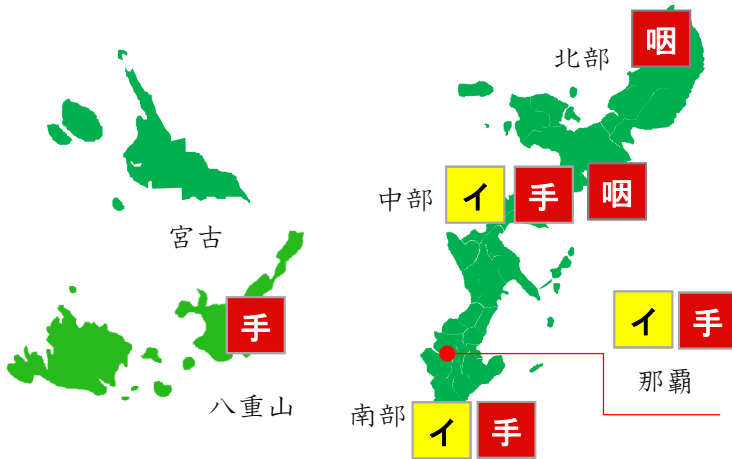 咽
北部
中部
イ 手 咽
宮古
手
八重山
イ 手
那覇
南部
イ 手